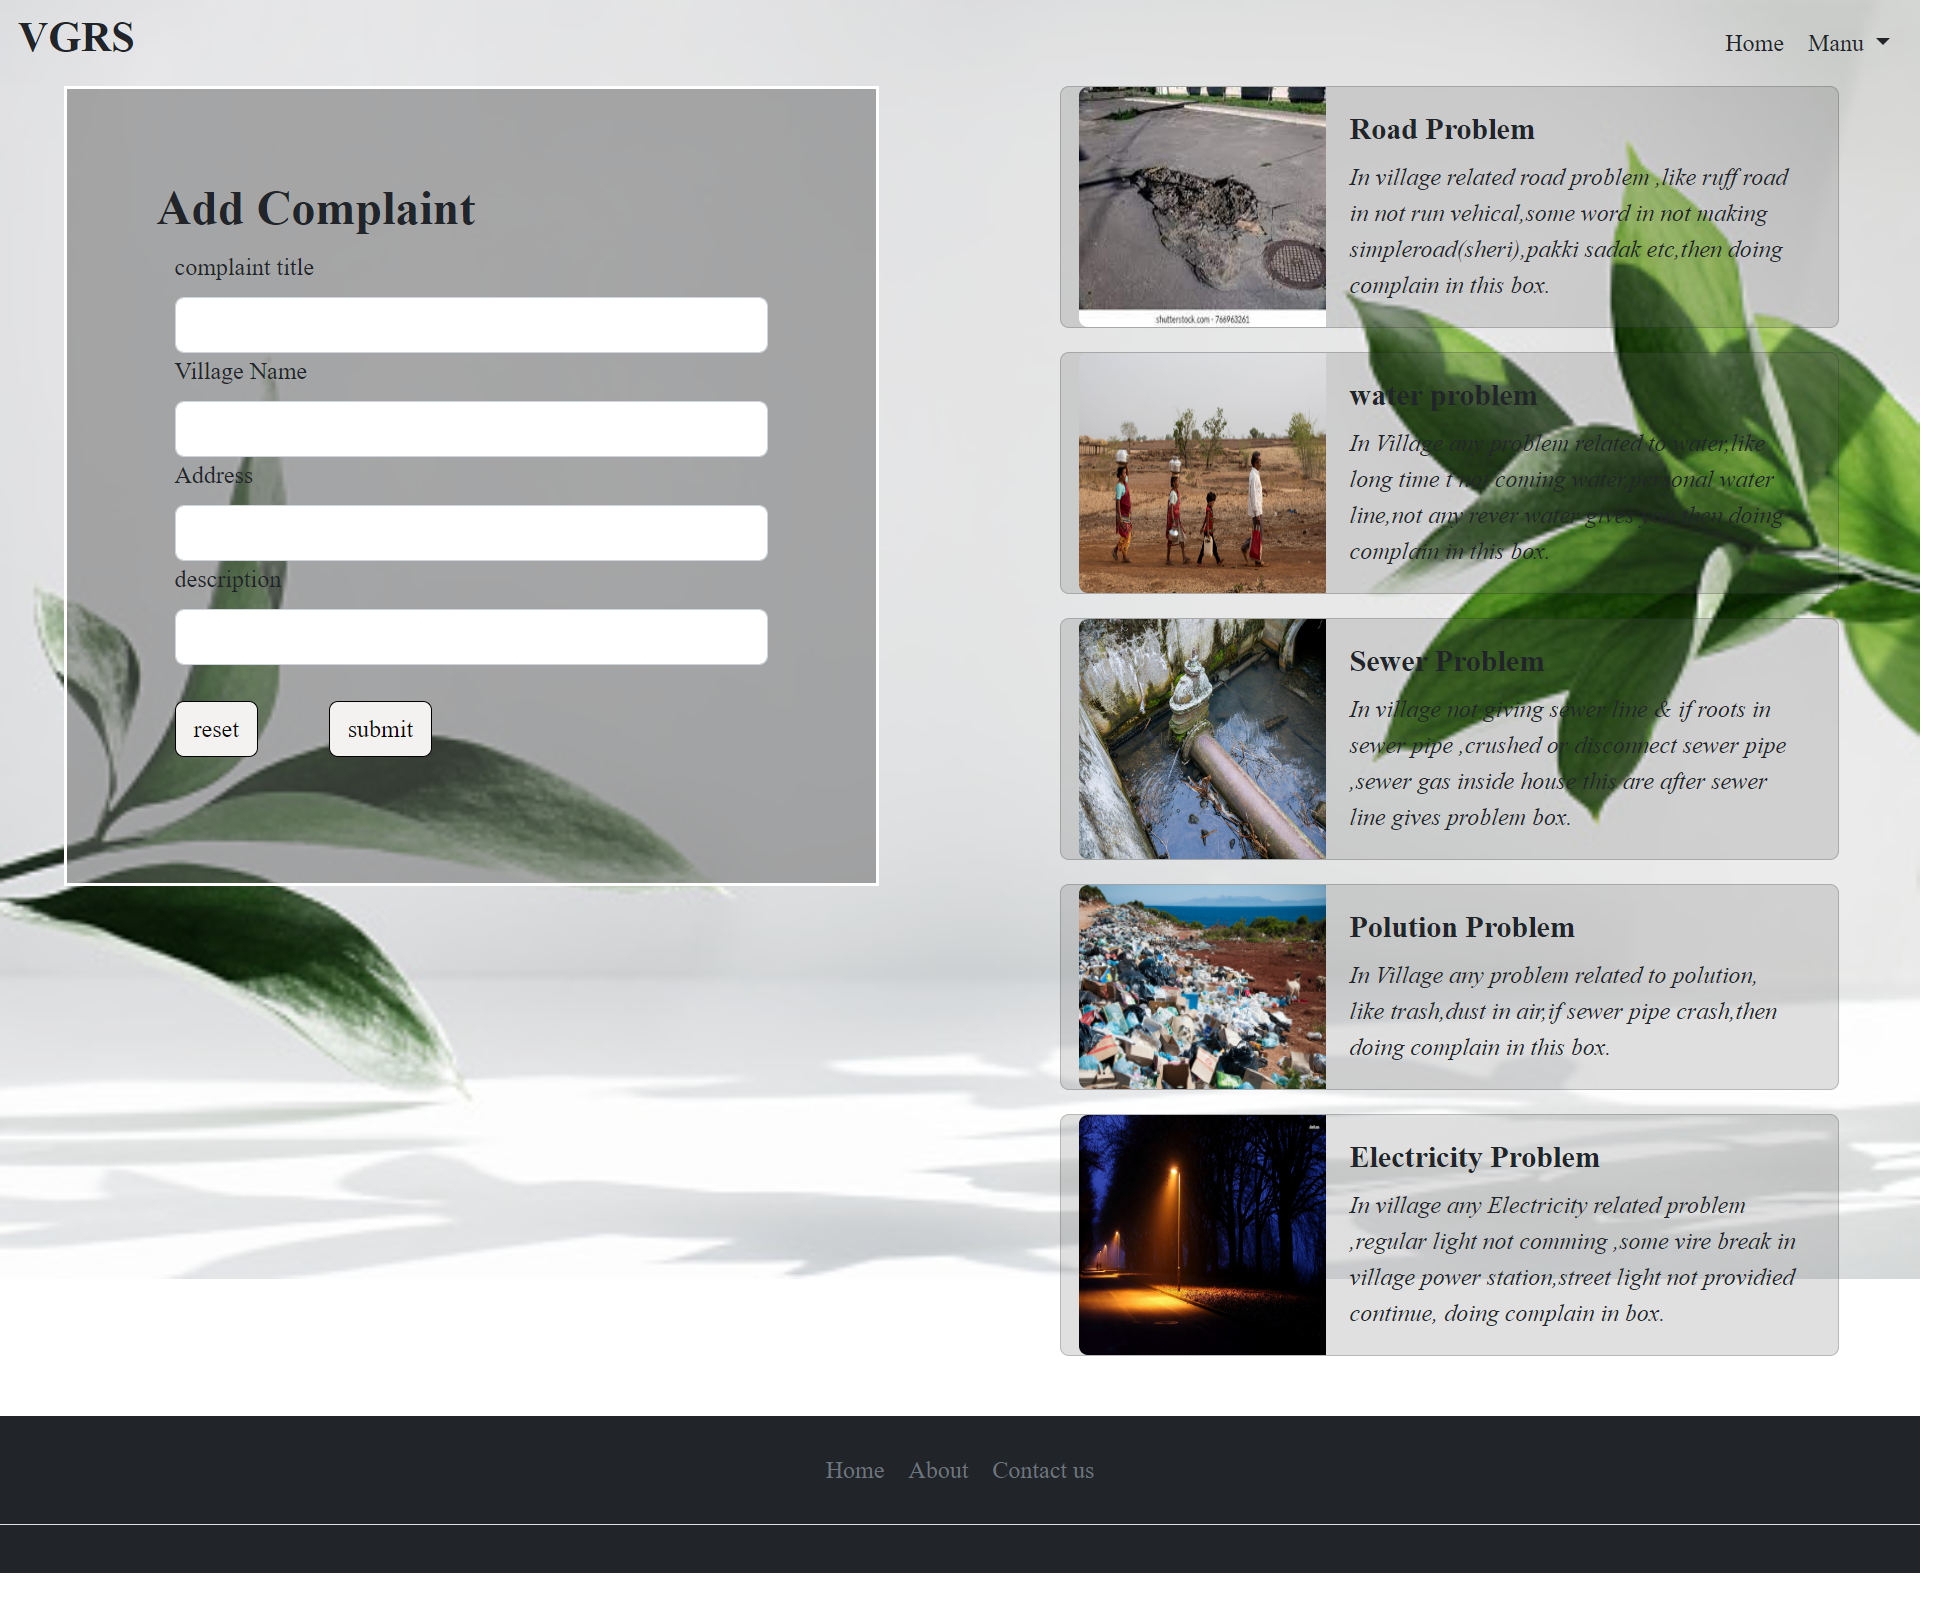 VGRS
Home Manu
Add Complaint
complaint title
Village Name
Address
description
reset submit
shutterstock.com · 766963261
Road Problem
In village related road problem ,like ruff road
in not run vehical,some word in not making
simpleroad(sheri),pakki sadak etc,then doing
complain in this box.
water problem
In Village any problem related to water,like
long time t not coming water,personal water
line,not any rever water gives you,then doing
complain in this box.
Sewer Problem
In village not giving sewer line & if roots in
sewer pipe ,crushed or disconnect sewer pipe
,sewer gas inside house this are after sewer
line gives problem box.
Polution Problem
In Village any problem related to polution,
like trash,dust in air,if sewer pipe crash,then
doing complain in this box.
Electricity Problem
In village any Electricity related problem
,regular light not comming ,some vire break in
village power station,street light not providied
continue, doing complain in box.
Home About Contact us